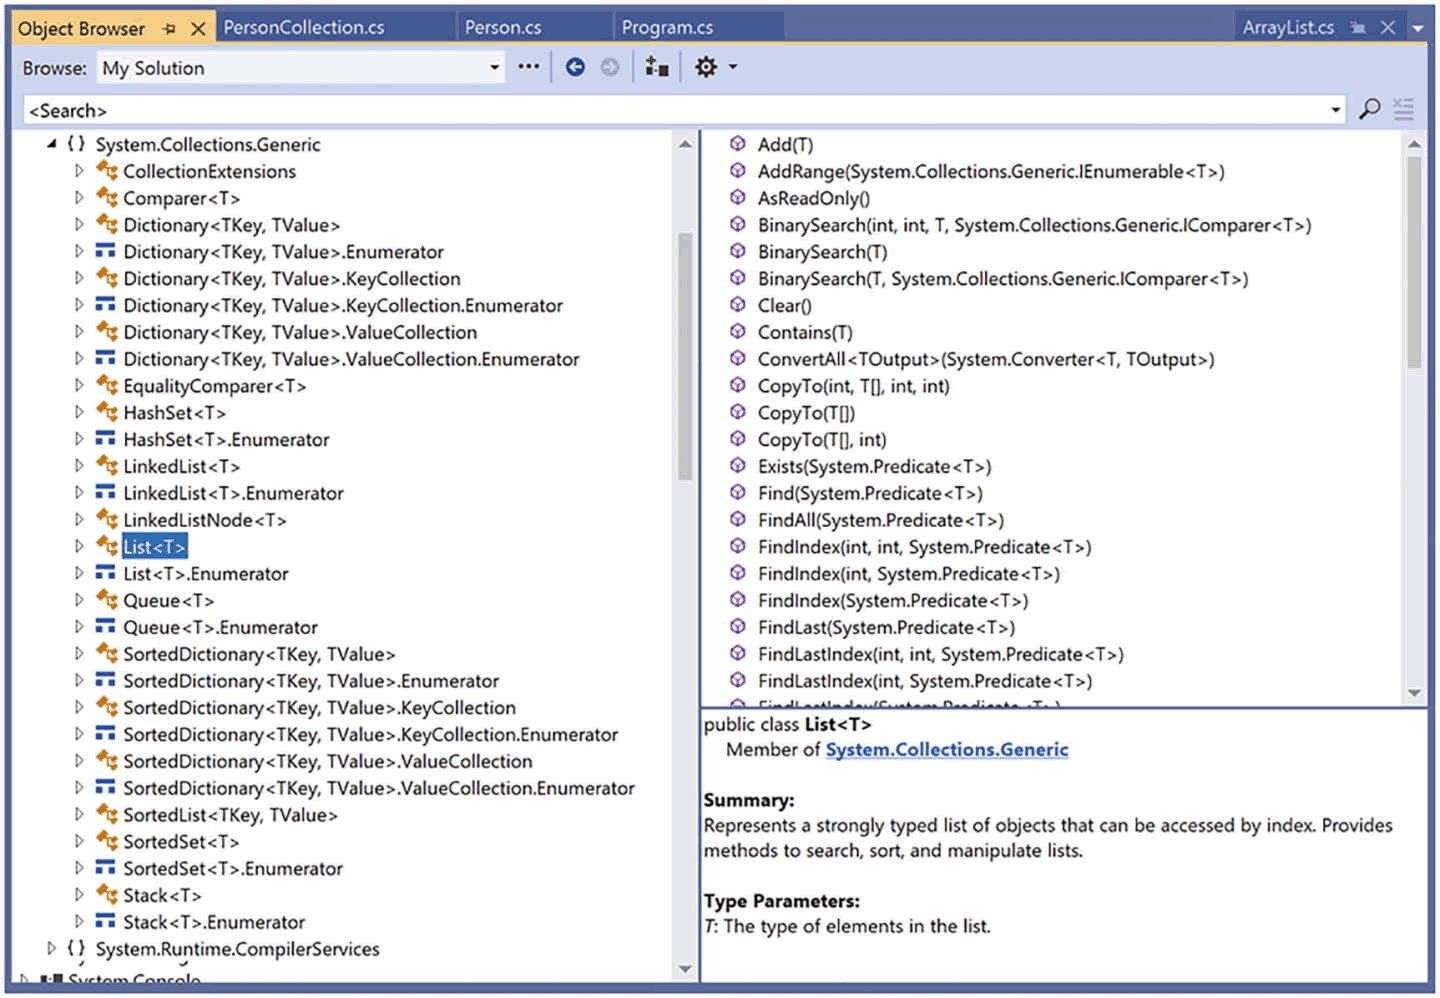 Object Browser
PersonCollection.cs
Person.cs
Program.cs
ArrayList.cs
Browse: My Solution
<Search>
{ } System.Collections.Generic
CollectionExtensions
Comparer<T>
Dictionary<TKey, TValue>
Dictionary<TKey, TValue>.Enumerator
Dictionary<TKey, TValue>.KeyCollection
Dictionary<TKey, TValue>.KeyCollection.Enumerator
Dictionary<TKey, TValue>.ValueCollection
Dictionary<TKey, TValue>.ValueCollection.Enumerator
EqualityComparer<T>
HashSet<T>
HashSet<T>.Enumerator
LinkedList<T>
LinkedList<T>.Enumerator
LinkedListNode<T>
List<T>
List<T>.Enumerator
Queue<T>
Queue<T>.Enumerator
SortedDictionary<TKey, TValue>
SortedDictionary<TKey, TValue>.Enumerator
SortedDictionary<TKey, TValue>.KeyCollection
SortedDictionary<TKey, TValue>.KeyCollection.Enumerator
SortedDictionary<TKey, TValue>.ValueCollection
SortedDictionary<TKey, TValue>.ValueCollection.Enumerator
SortedList<TKey, TValue>
SortedSet<T>
SortedSet<T>.Enumerator
Stack<T>
Stack<T>.Enumerator
{ } System.Runtime.CompilerServices
System.Console
Add(T)
AddRange(System.Collections.Generic.IEnumerable<T>)
AsReadOnly()
BinarySearch(int, int, T, System.Collections.Generic.IComparer<T>)
BinarySearch(T)
BinarySearch(T, System.Collections.Generic.IComparer<T>)
Clear()
Contains(T)
ConvertAll<TOutput>(System.Converter<T, TOutput>)
CopyTo(int, T[], int, int)
CopyTo(T[])
CopyTo(T[], int)
Exists(System.Predicate<T>)
Find(System.Predicate<T>)
FindAll(System.Predicate<T>)
FindIndex(int, int, System.Predicate<T>)
FindIndex(int, System.Predicate<T>)
FindIndex(System.Predicate<T>)
FindLast(System.Predicate<T>)
FindLastIndex(int, int, System.Predicate<T>)
FindLastIndex(int, System.Predicate<T>)
FindLastIndex(System.Predicate<T>)
public class List<T>
Member of System.Collections.Generic
Summary:
Represents a strongly typed list of objects that can be accessed by index. Provides
methods to search, sort, and manipulate lists.
Type Parameters:
T: The type of elements in the list.